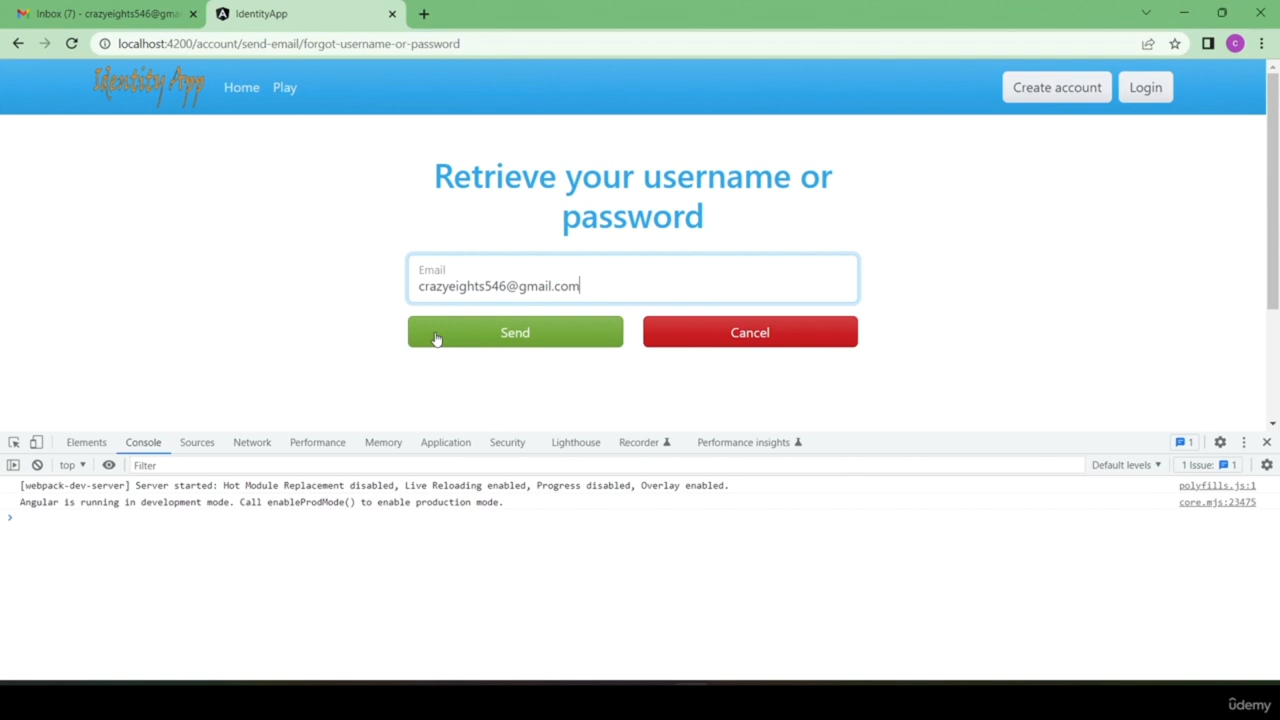 Inbox (7) - crazyeights546@gma
IdentityApp
localhost:4200/account/send-email/forgot-username-or-password
c
Identity App
Home
Play
Create account
Login
Retrieve your username or
password
Email
crazyeights546@gmail.com
Send
Cancel
Elements
Console
Sources
Network
Performance
Memory
Application
Security
Lighthouse
Recorder
Performance insights
1
top
Filter
Default levels
1 Issue:
1
[webpack-dev-server] Server started: Hot Module Replacement disabled, Live Reloading enabled, Progress disabled, Overlay enabled.
polyfills.js:1
Angular is running in development mode. Call enableProdMode() to enable production mode.
core.mjs:23475
ûdemy